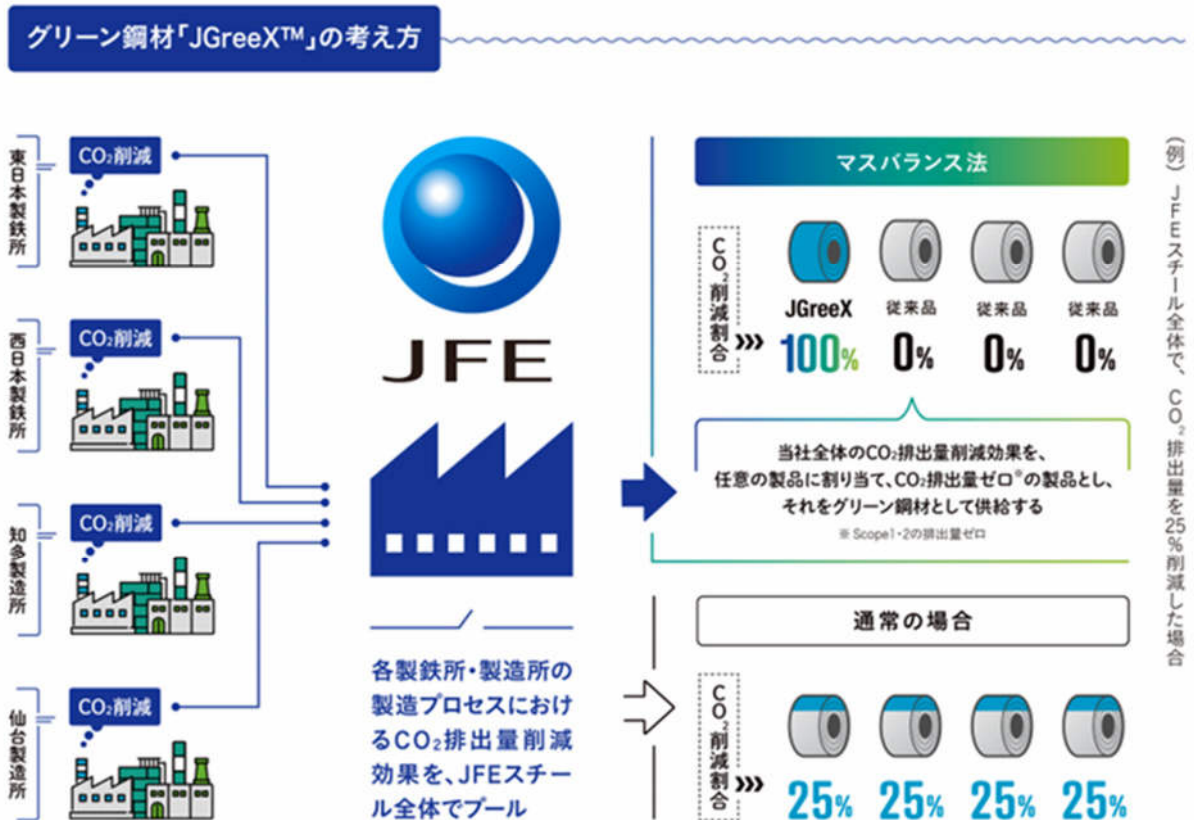 グリーン鋼材「JGreeX™」の考え方
東日本製鉄所
CO₂削減
西日本製鉄所
CO₂削減
知多製造所
CO₂削減
仙台製造所
CO₂削減
JFE
各製鉄所・製造所の
製造プロセスにおけ
るCO₂排出量削減
効果を、JFEスチー
ル全体でプール
マスバランス法
CO₂削減割合
JGreeX
従来品
従来品
従来品
100%
0%
0%
0%
当社全体のCO₂排出量削減効果を、
任意の製品に割り当て、CO₂排出量ゼロ※の製品とし、
それをグリーン鋼材として供給する
※Scope1・2の排出量ゼロ
通常の場合
CO₂削減割合
25%
25%
25%
25%
(例) JFEスチール全体で、CO₂排出量を25%削減した場合